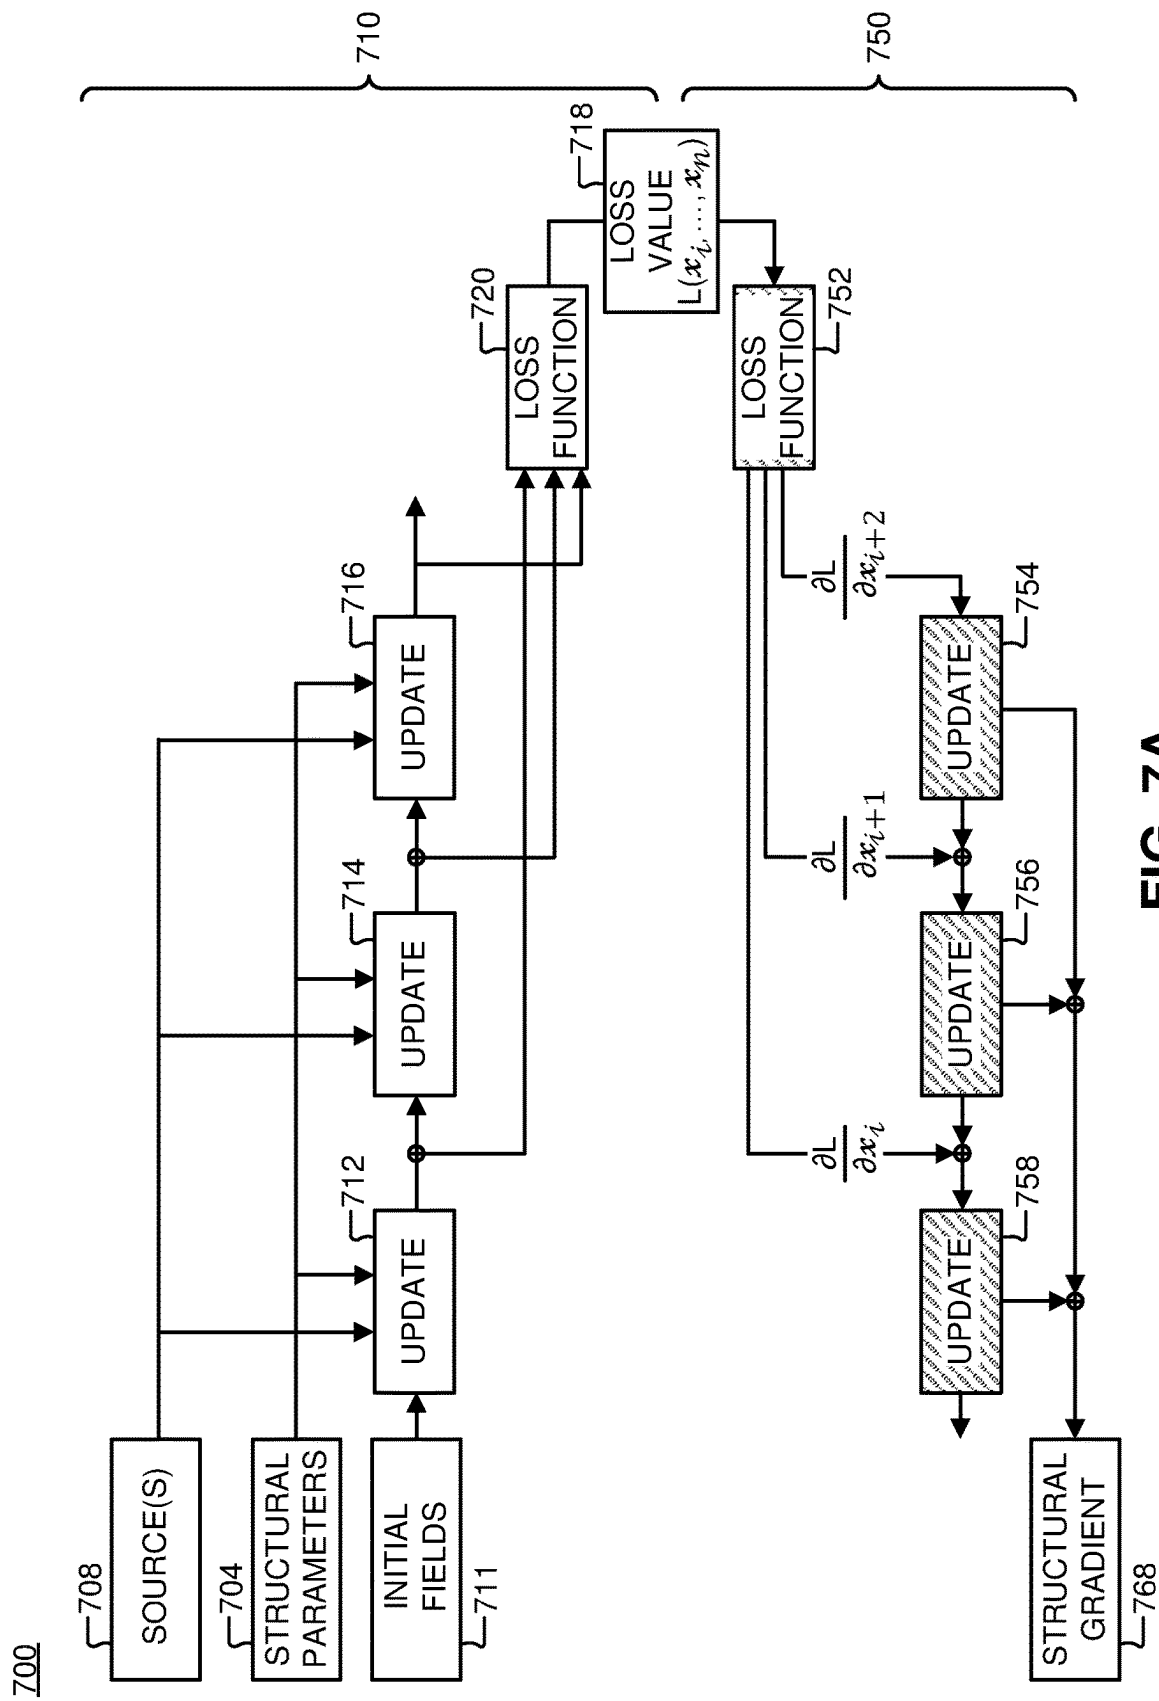 700
708
SOURCE(S)
704
STRUCTURAL
PARAMETERS
INITIAL
FIELDS
711
712
UPDATE
714
UPDATE
716
UPDATE
720
LOSS
FUNCTION
718
LOSS
VALUE
L(x_i, ..., x_n)
710
750
LOSS
FUNCTION
752
∂L
∂x_{i+2}
∂L
∂x_{i+1}
∂L
∂x_i
UPDATE
754
UPDATE
756
UPDATE
758
STRUCTURAL
GRADIENT
768
FIG. 7A